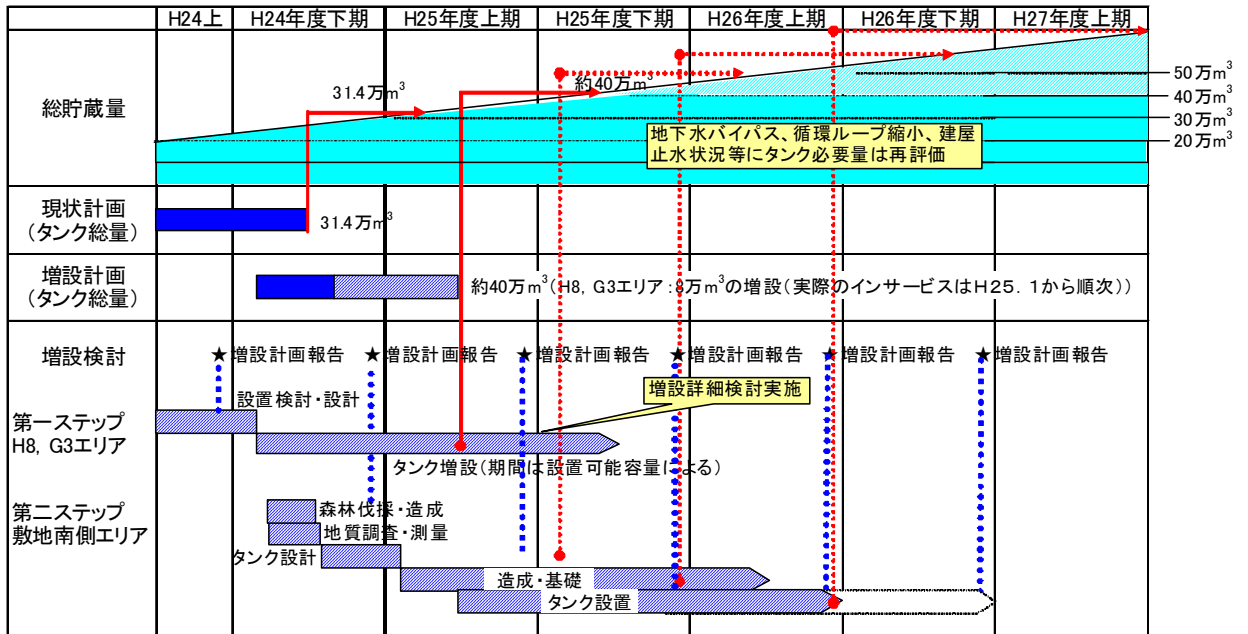 H24上 H24年度下期 H25年度上期 H25年度下期 H26年度上期 H26年度下期 H27年度上期
総貯蔵量
31.4万m³
約40万m³
50万m³
40万m³
30万m³
20万m³
地下水バイパス、循環ループ縮小、建屋
止水状況等にタンク必要量は再評価
現状計画
(タンク総量)
31.4万m³
増設計画
(タンク総量)
約40万m³(H8, G3エリア:8万m³の増設(実際のインサービスはH25.1から順次))
増設検討
★増設計画報告 ★増設計画報告 ★増設計画報告 ★増設計画報告 ★増設計画報告 ★増設計画報告
増設詳細検討実施
第一ステップ
H8, G3エリア
設置検討・設計
タンク増設(期間は設置可能容量による)
第二ステップ
敷地南側エリア
森林伐採・造成
地質調査・測量
タンク設計
造成・基礎
タンク設置